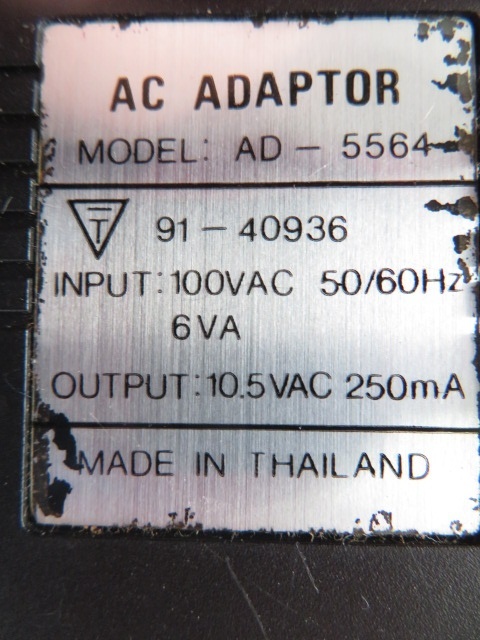 AC ADAPTOR
MODEL: AD - 5564
T 91 - 40936
INPUT: 100VAC 50/60Hz
6VA
OUTPUT: 10.5VAC 250mA
MADE IN THAILAND